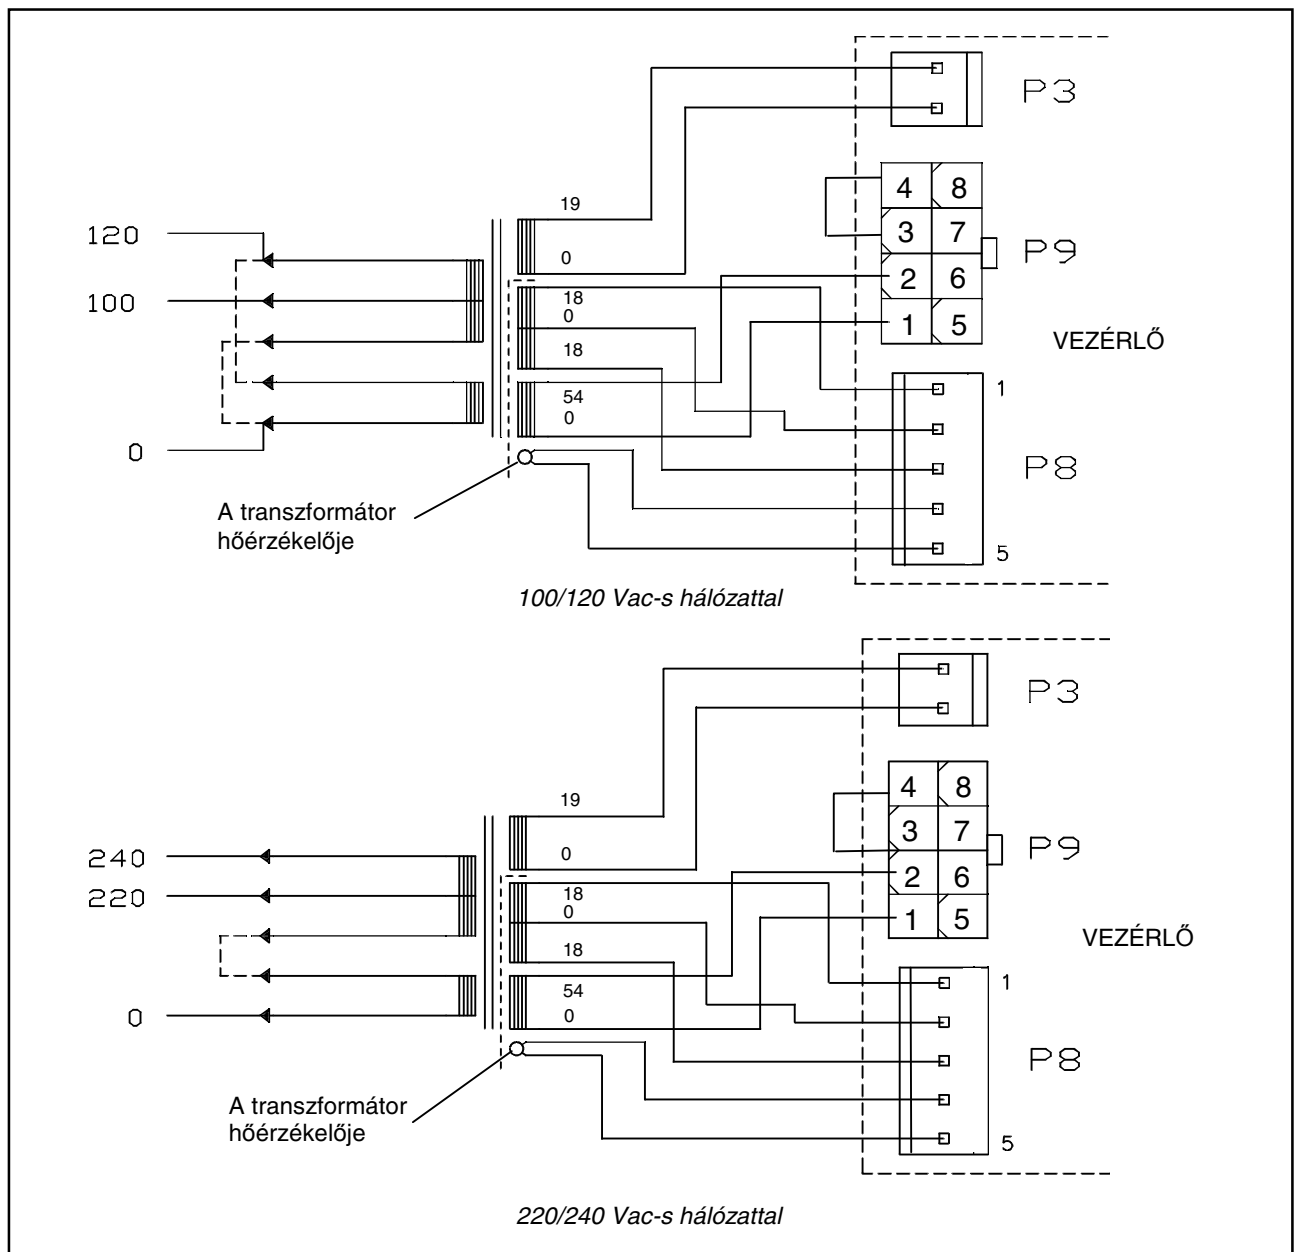 P3
19
4 8
120
3 7
P9
0
2 6
100
18
0
1 5
VEZÉRLŐ
18
1
54
0
0
P8
A transzformátor
hőérzékelője
5
100/120 Vac-s hálózattal
P3
4 8
19
3 7
P9
240
0
2 6
220
18
0
1 5
VEZÉRLŐ
18
1
54
0
0
P8
A transzformátor
hőérzékelője
5
220/240 Vac-s hálózattal